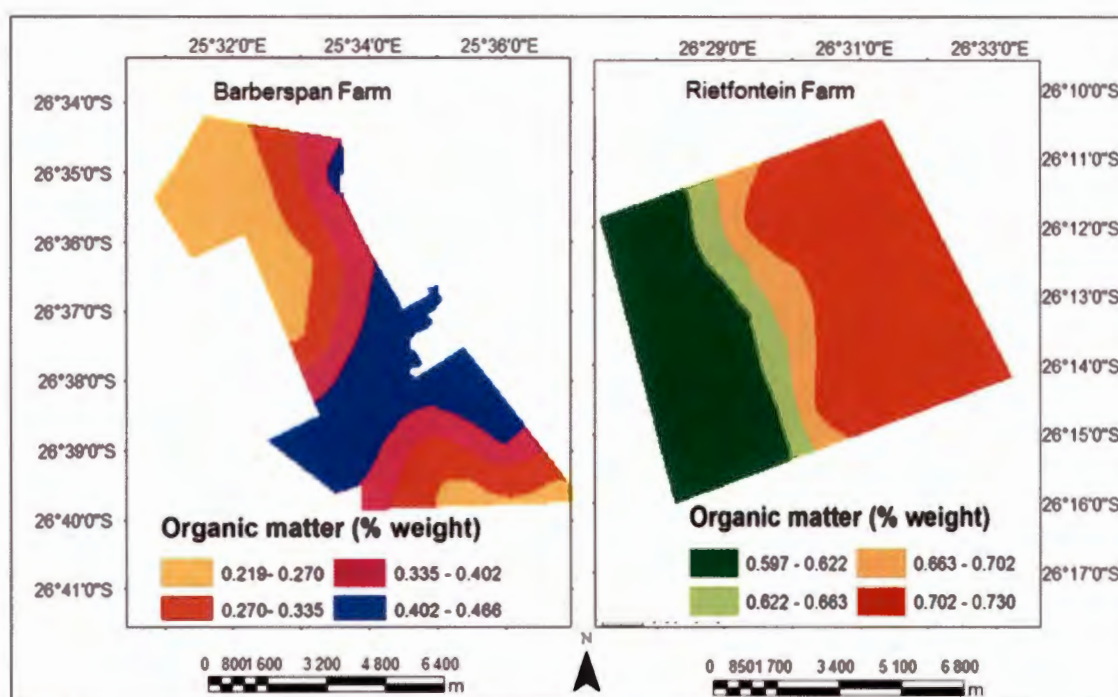 25°32'0"E 25°34'0"E 25°36'0"E
26°29'0"E 26°31'0"E 26°33'0"E
Barberspan Farm
26°34'0"S
26°35'0"S
26°36'0"S
26°37'0"S
26°38'0"S
26°39'0"S
26°40'0"S
26°41'0"S
Organic matter (% weight)
0.219- 0.270 0.335 - 0.402
0.270- 0.335 0.402 - 0.466
Rietfontein Farm
26°10'0"S
26°11'0"S
26°12'0"S
26°13'0"S
26°14'0"S
26°15'0"S
26°16'0"S
26°17'0"S
Organic matter (% weight)
0.597 - 0.622 0.663 - 0.702
0.622 - 0.663 0.702 - 0.730
N
0 8001 600 3 200 4 800 6 400
m
0 8501 700 3 400 5 100 6 800
m